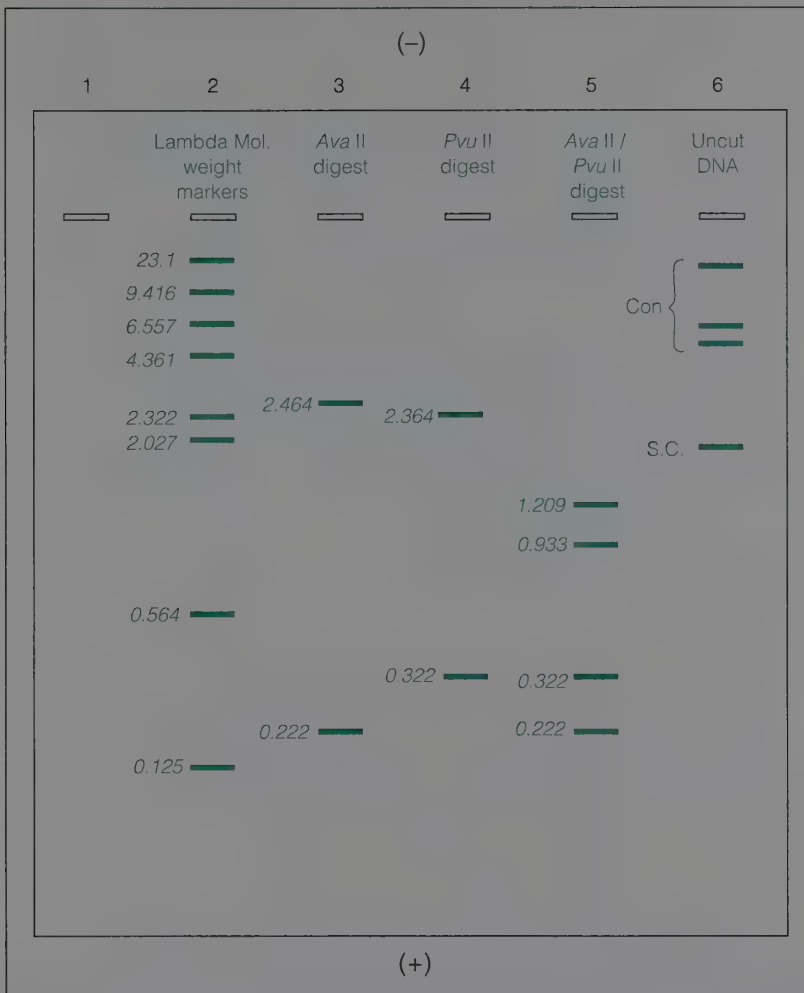 (–)
1 2 3 4 5 6
Lambda Mol. weight markers
Ava II digest
Pvu II digest
Ava II / Pvu II digest
Uncut DNA
23.1
9.416
6.557
4.361
2.322
2.027
0.564
0.125
2.464
0.222
2.364
0.322
1.209
0.933
0.322
0.222
Con
S.C.
(+)